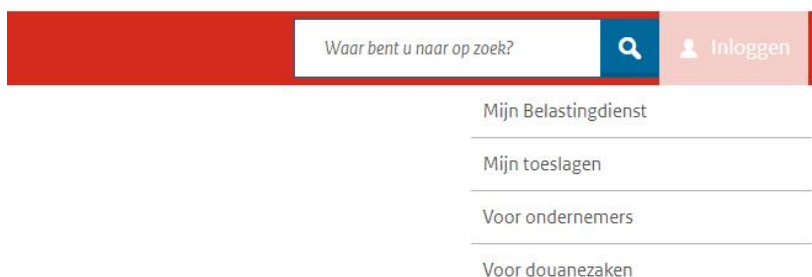 Waar bent u naar op zoek?
Inloggen
Mijn Belastingdienst
Mijn toeslagen
Voor ondernemers
Voor douanezaken